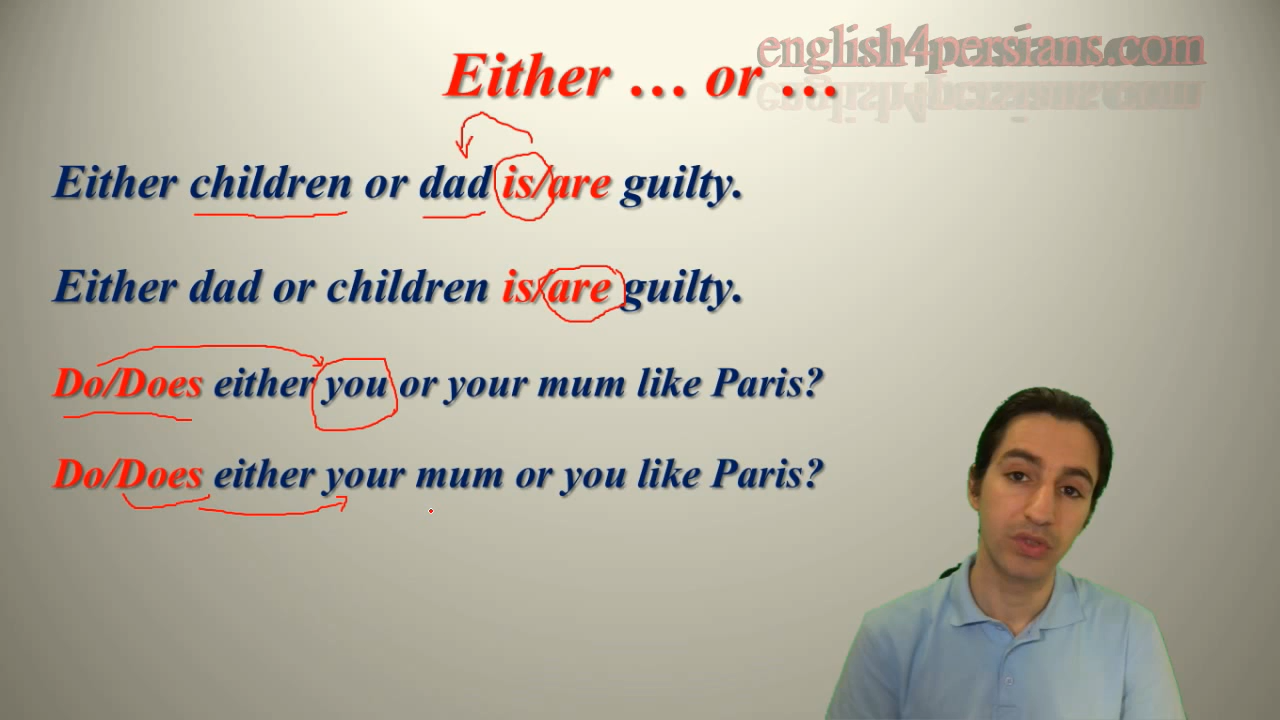 english4persians.com
Either ... or ...
Either children or dad is/are guilty.
Either dad or children is/are guilty.
Do/Does either you or your mum like Paris?
Do/Does either your mum or you like Paris?